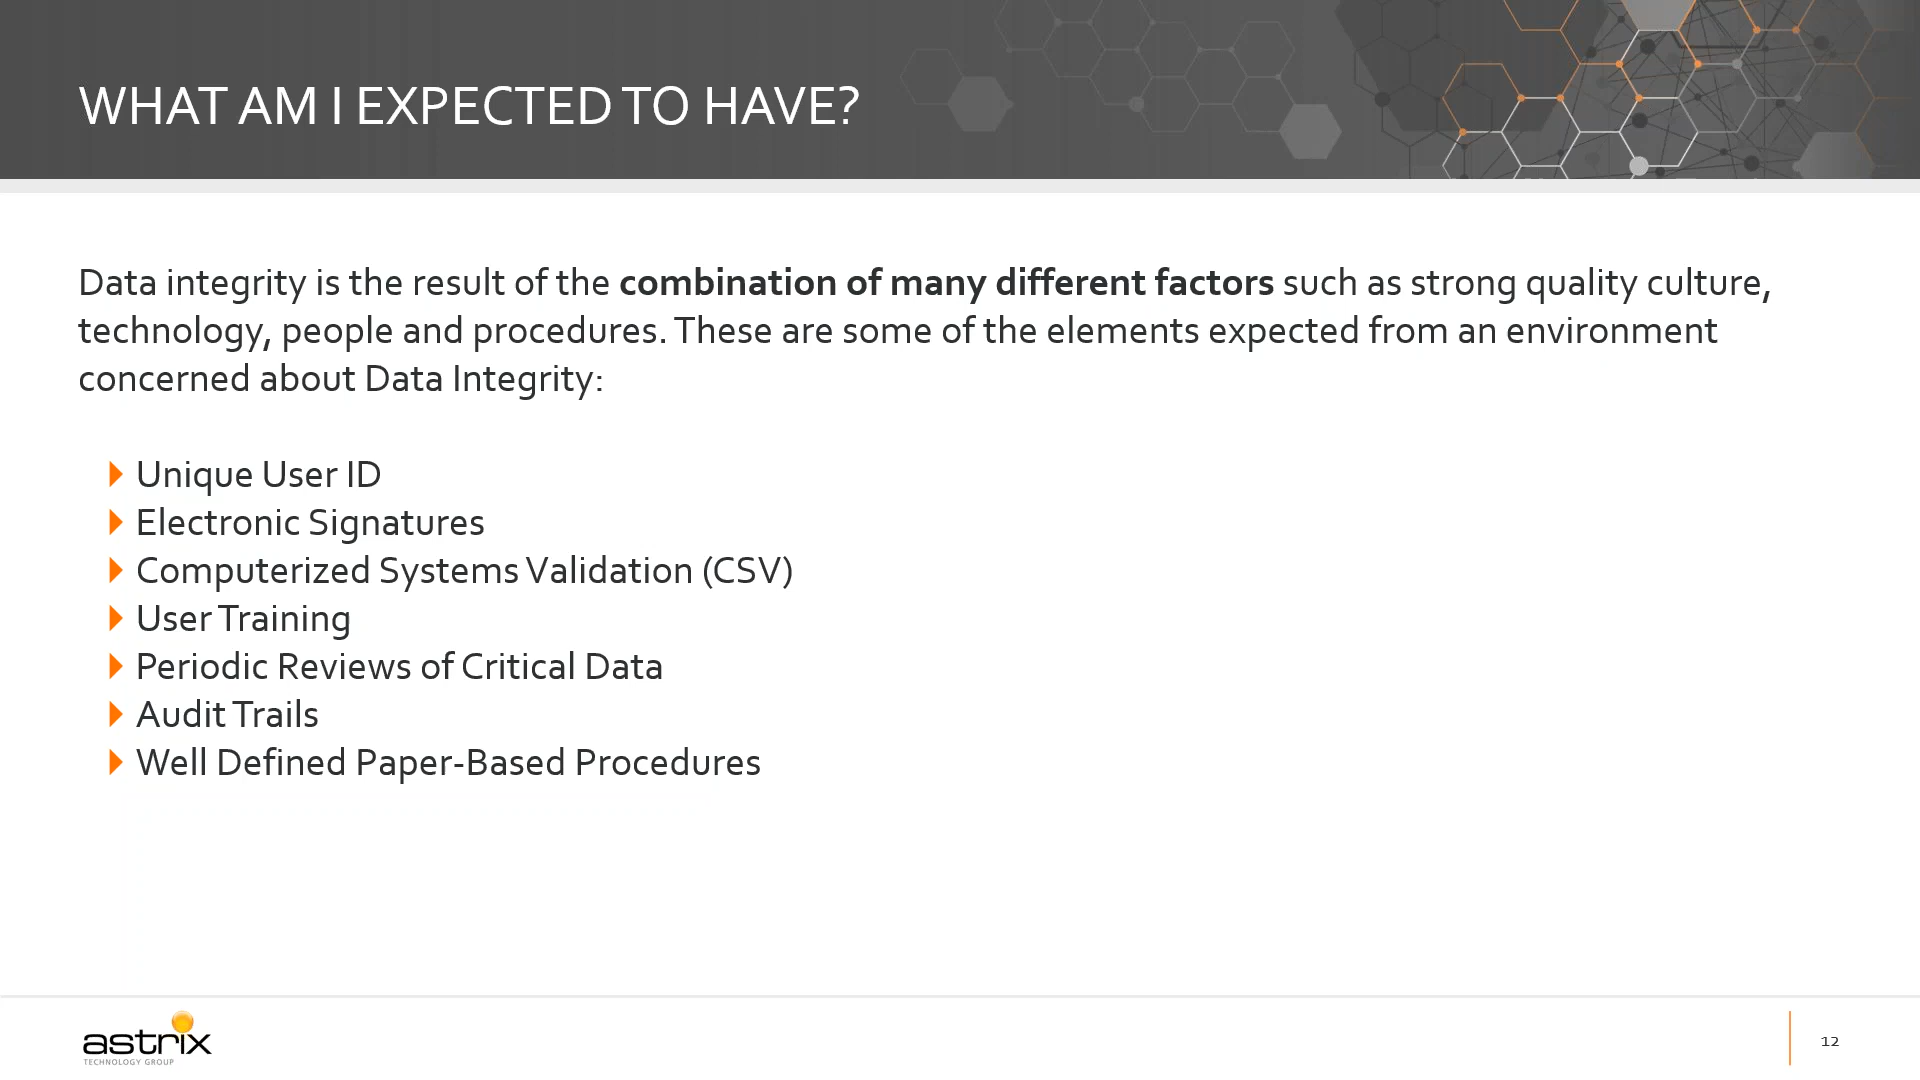 WHAT AM I EXPECTED TO HAVE?
Data integrity is the result of the combination of many different factors such as strong quality culture,
technology, people and procedures. These are some of the elements expected from an environment
concerned about Data Integrity:
Unique User ID
Electronic Signatures
Computerized Systems Validation (CSV)
User Training
Periodic Reviews of Critical Data
Audit Trails
Well Defined Paper-Based Procedures
astrix
TECHNOLOGY GROUP
12